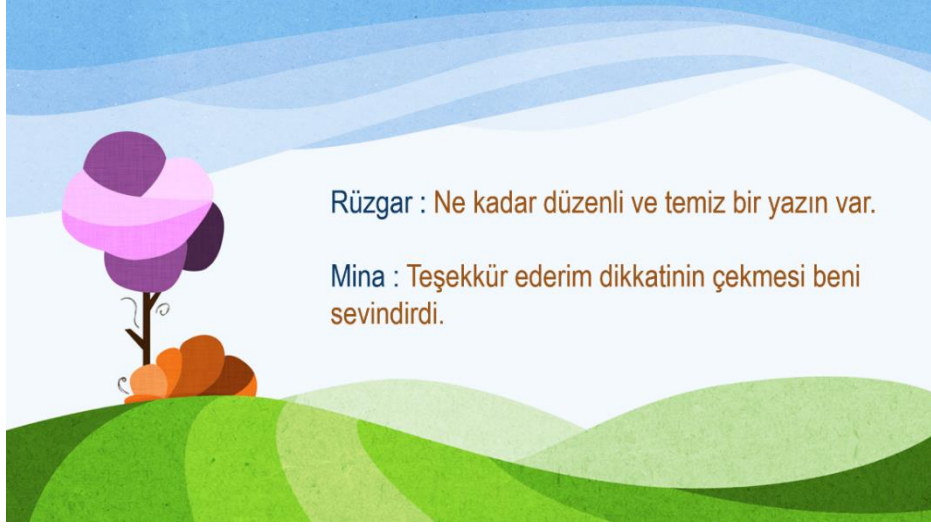 Rüzgar : Ne kadar düzenli ve temiz bir yazın var.
Mina : Teşekkür ederim dikkatinin çekmesi beni
sevindirdi.